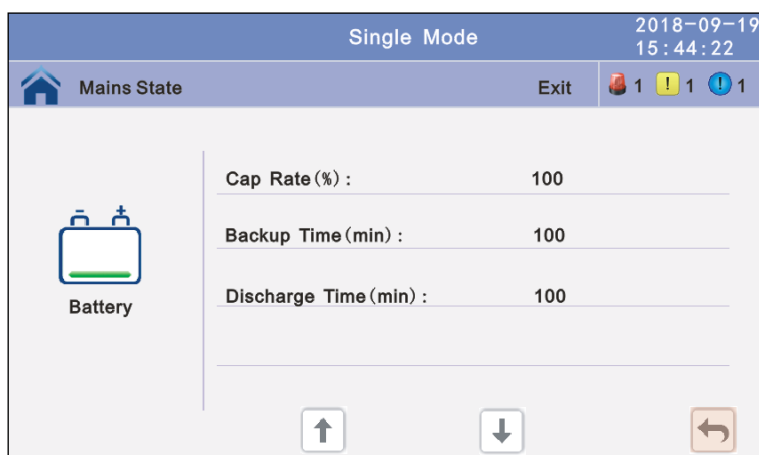 Single Mode
2018-09-19
15:44:22
Mains State
Exit
1
! 1
! 1
Cap Rate(%): 100
Backup Time(min): 100
Discharge Time(min): 100
Battery